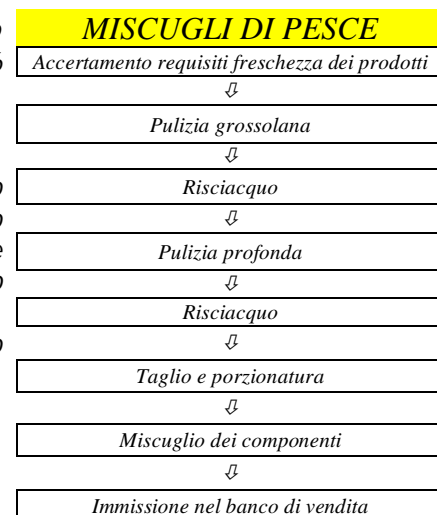 MISCUGLI DI PESCE
Accertamento requisiti freschezza dei prodotti
⇩
Pulizia grossolana
⇩
Risciacquo
⇩
Pulizia profonda
⇩
Risciacquo
⇩
Taglio e porzionatura
⇩
Miscuglio dei componenti
⇩
Immissione nel banco di vendita